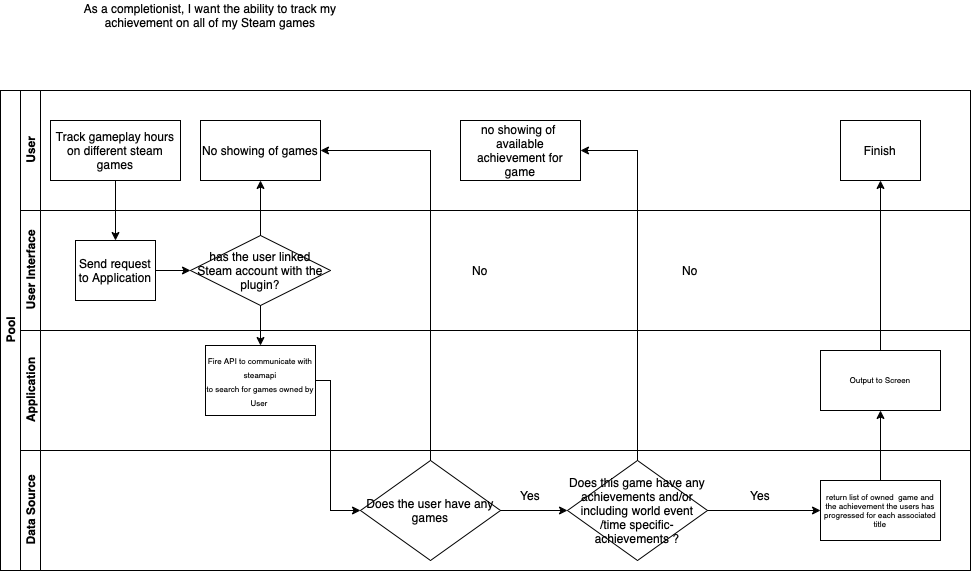 As a completionist, I want the ability to track my
achievement on all of my Steam games
Pool
User
Track gameplay hours
on different steam
games
No showing of games
no showing of
available
achievement for
game
Finish
User Interface
Send request
to Application
has the user linked
Steam account with the
plugin?
No
No
Application
Fire API to communicate with
steamapi
to search for games owned by
User
Output to Screen
Data Source
Does the user have any
games
Yes
Does this game have any
achievements and/or
including world event
/time specific-
achievements ?
Yes
return list of owned  game and
the achievement the users has
progressed for each associated
title